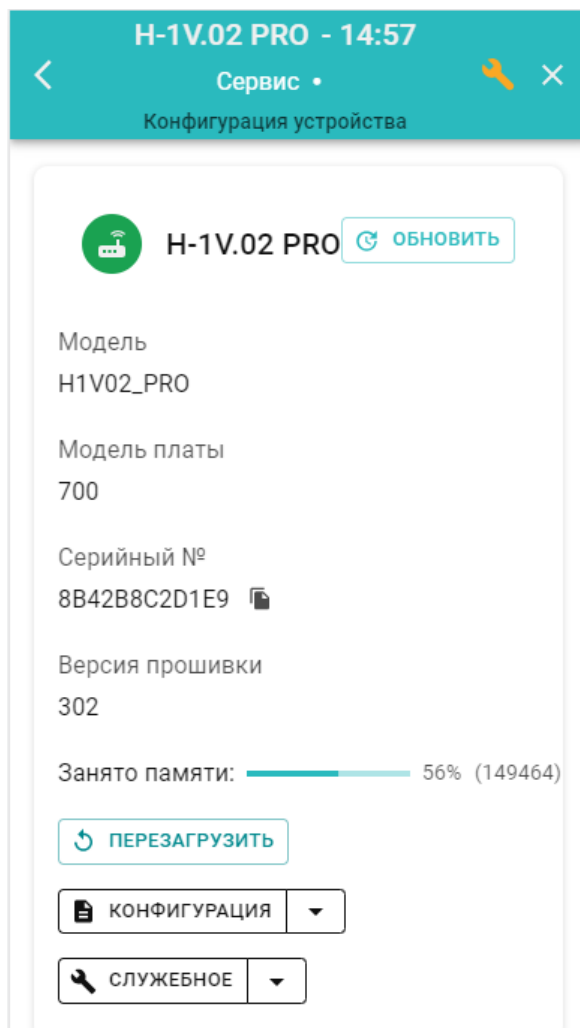 H-1V.02 PRO - 14:57
Сервис •
Конфигурация устройства
H-1V.02 PRO
ОБНОВИТЬ
Модель
H1V02_PRO
Модель платы
700
Серийный №
8B42B8C2D1E9
Версия прошивки
302
Занято памяти: 56% (149464)
ПЕРЕЗАГРУЗИТЬ
КОНФИГУРАЦИЯ
СЛУЖЕБНОЕ